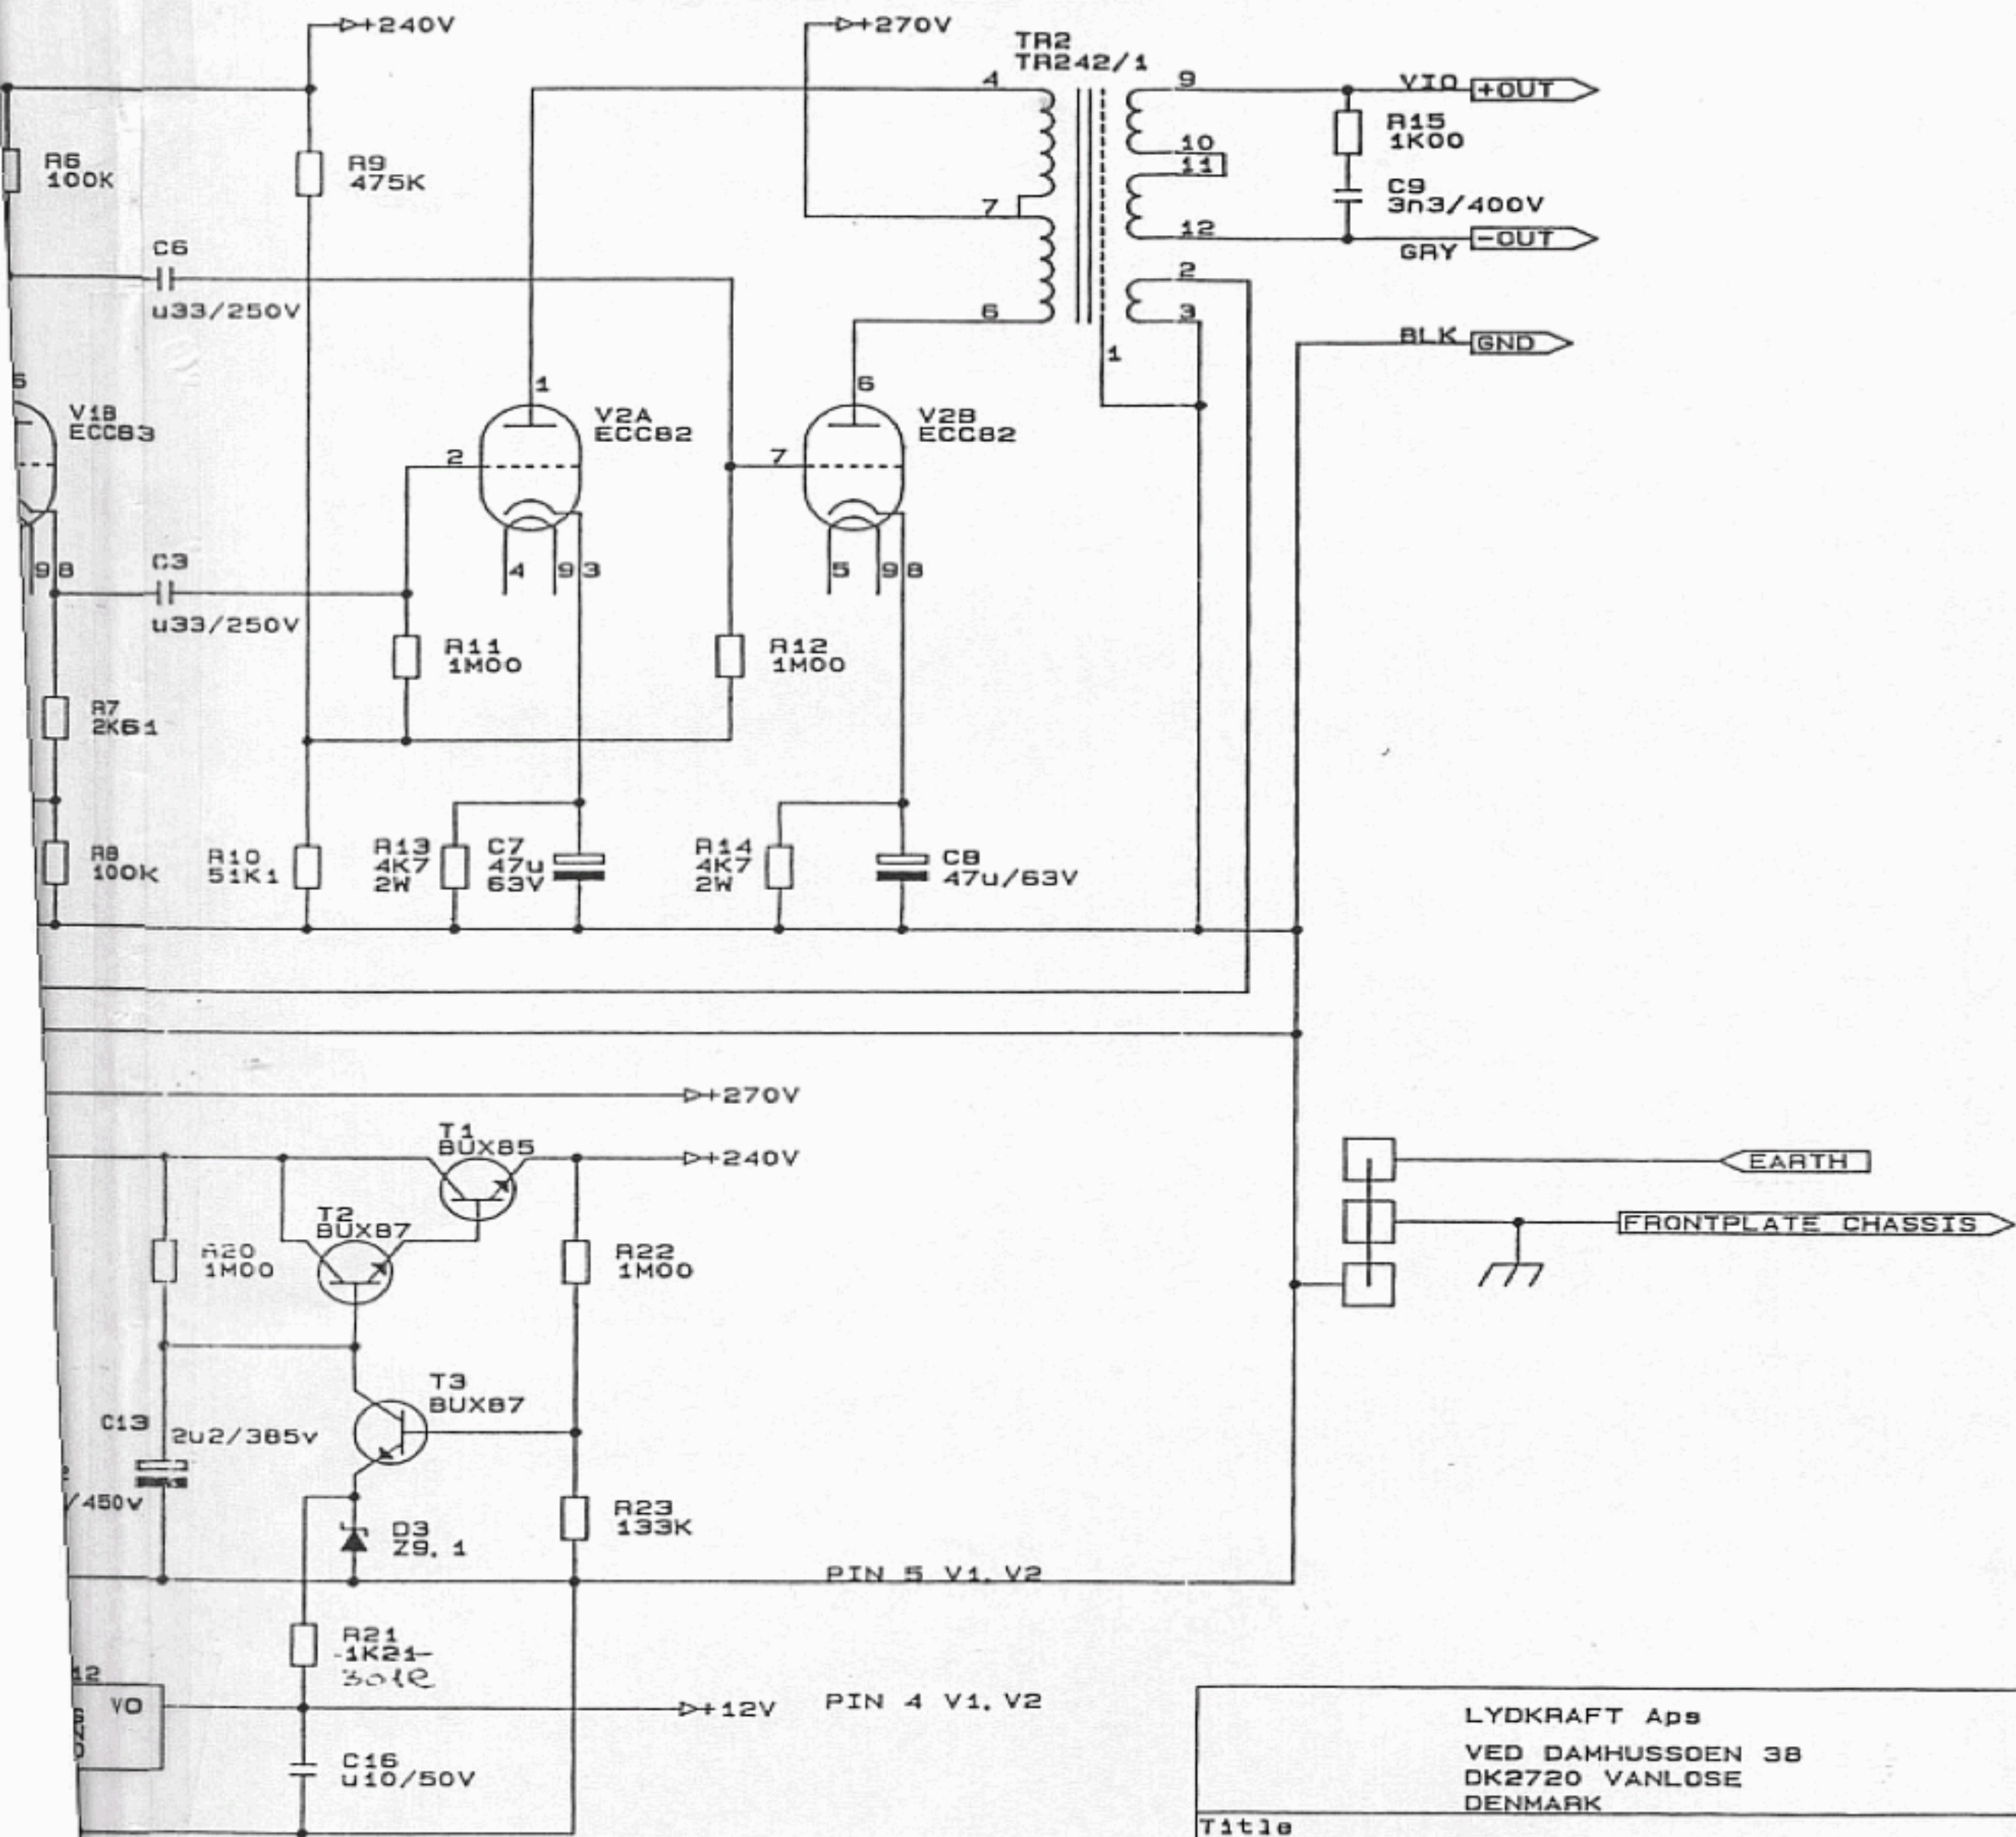 +240V
+270V
TR2
TR242/1
4
9
VIO
+OUT
R15
1K00
10
11
R6
100K
R9
475K
C9
3n3/400V
7
12
-OUT
GRY
C6
2
u33/250V
6
3
BLK
GND
1
6
1
6
V1B
ECC83
V2A
ECC82
V2B
ECC82
2
7
9 8
C3
4
9 3
5
9 8
u33/250V
R11
1M00
R12
1M00
R7
2K61
R8
100K
R10
51K1
R13
4K7
2W
C7
47u
63V
R14
4K7
2W
C8
47u/63V
+270V
T1
BUX85
+240V
EARTH
T2
BUX87
FRONTPLATE CHASSIS
R20
1M00
R22
1M00
T3
BUX87
C13
2u2/385v
/450v
R23
133K
D3
Z9.1
PIN 5 V1. V2
R21
1K21
301R
12
VO
GND
+12V
PIN 4 V1. V2
C16
u10/50V
LYDKRAFT Aps
VED DAMHUSSOEN 38
DK2720 VANLOSE
DENMARK
Title